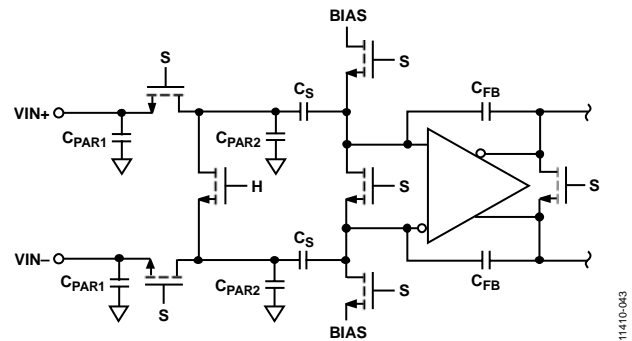 BIAS
S
S
CS
CFB
VIN+
CPAR1
CPAR2
H
S
S
CS
VIN–
CPAR1
CPAR2
CFB
S
S
BIAS
11410-043